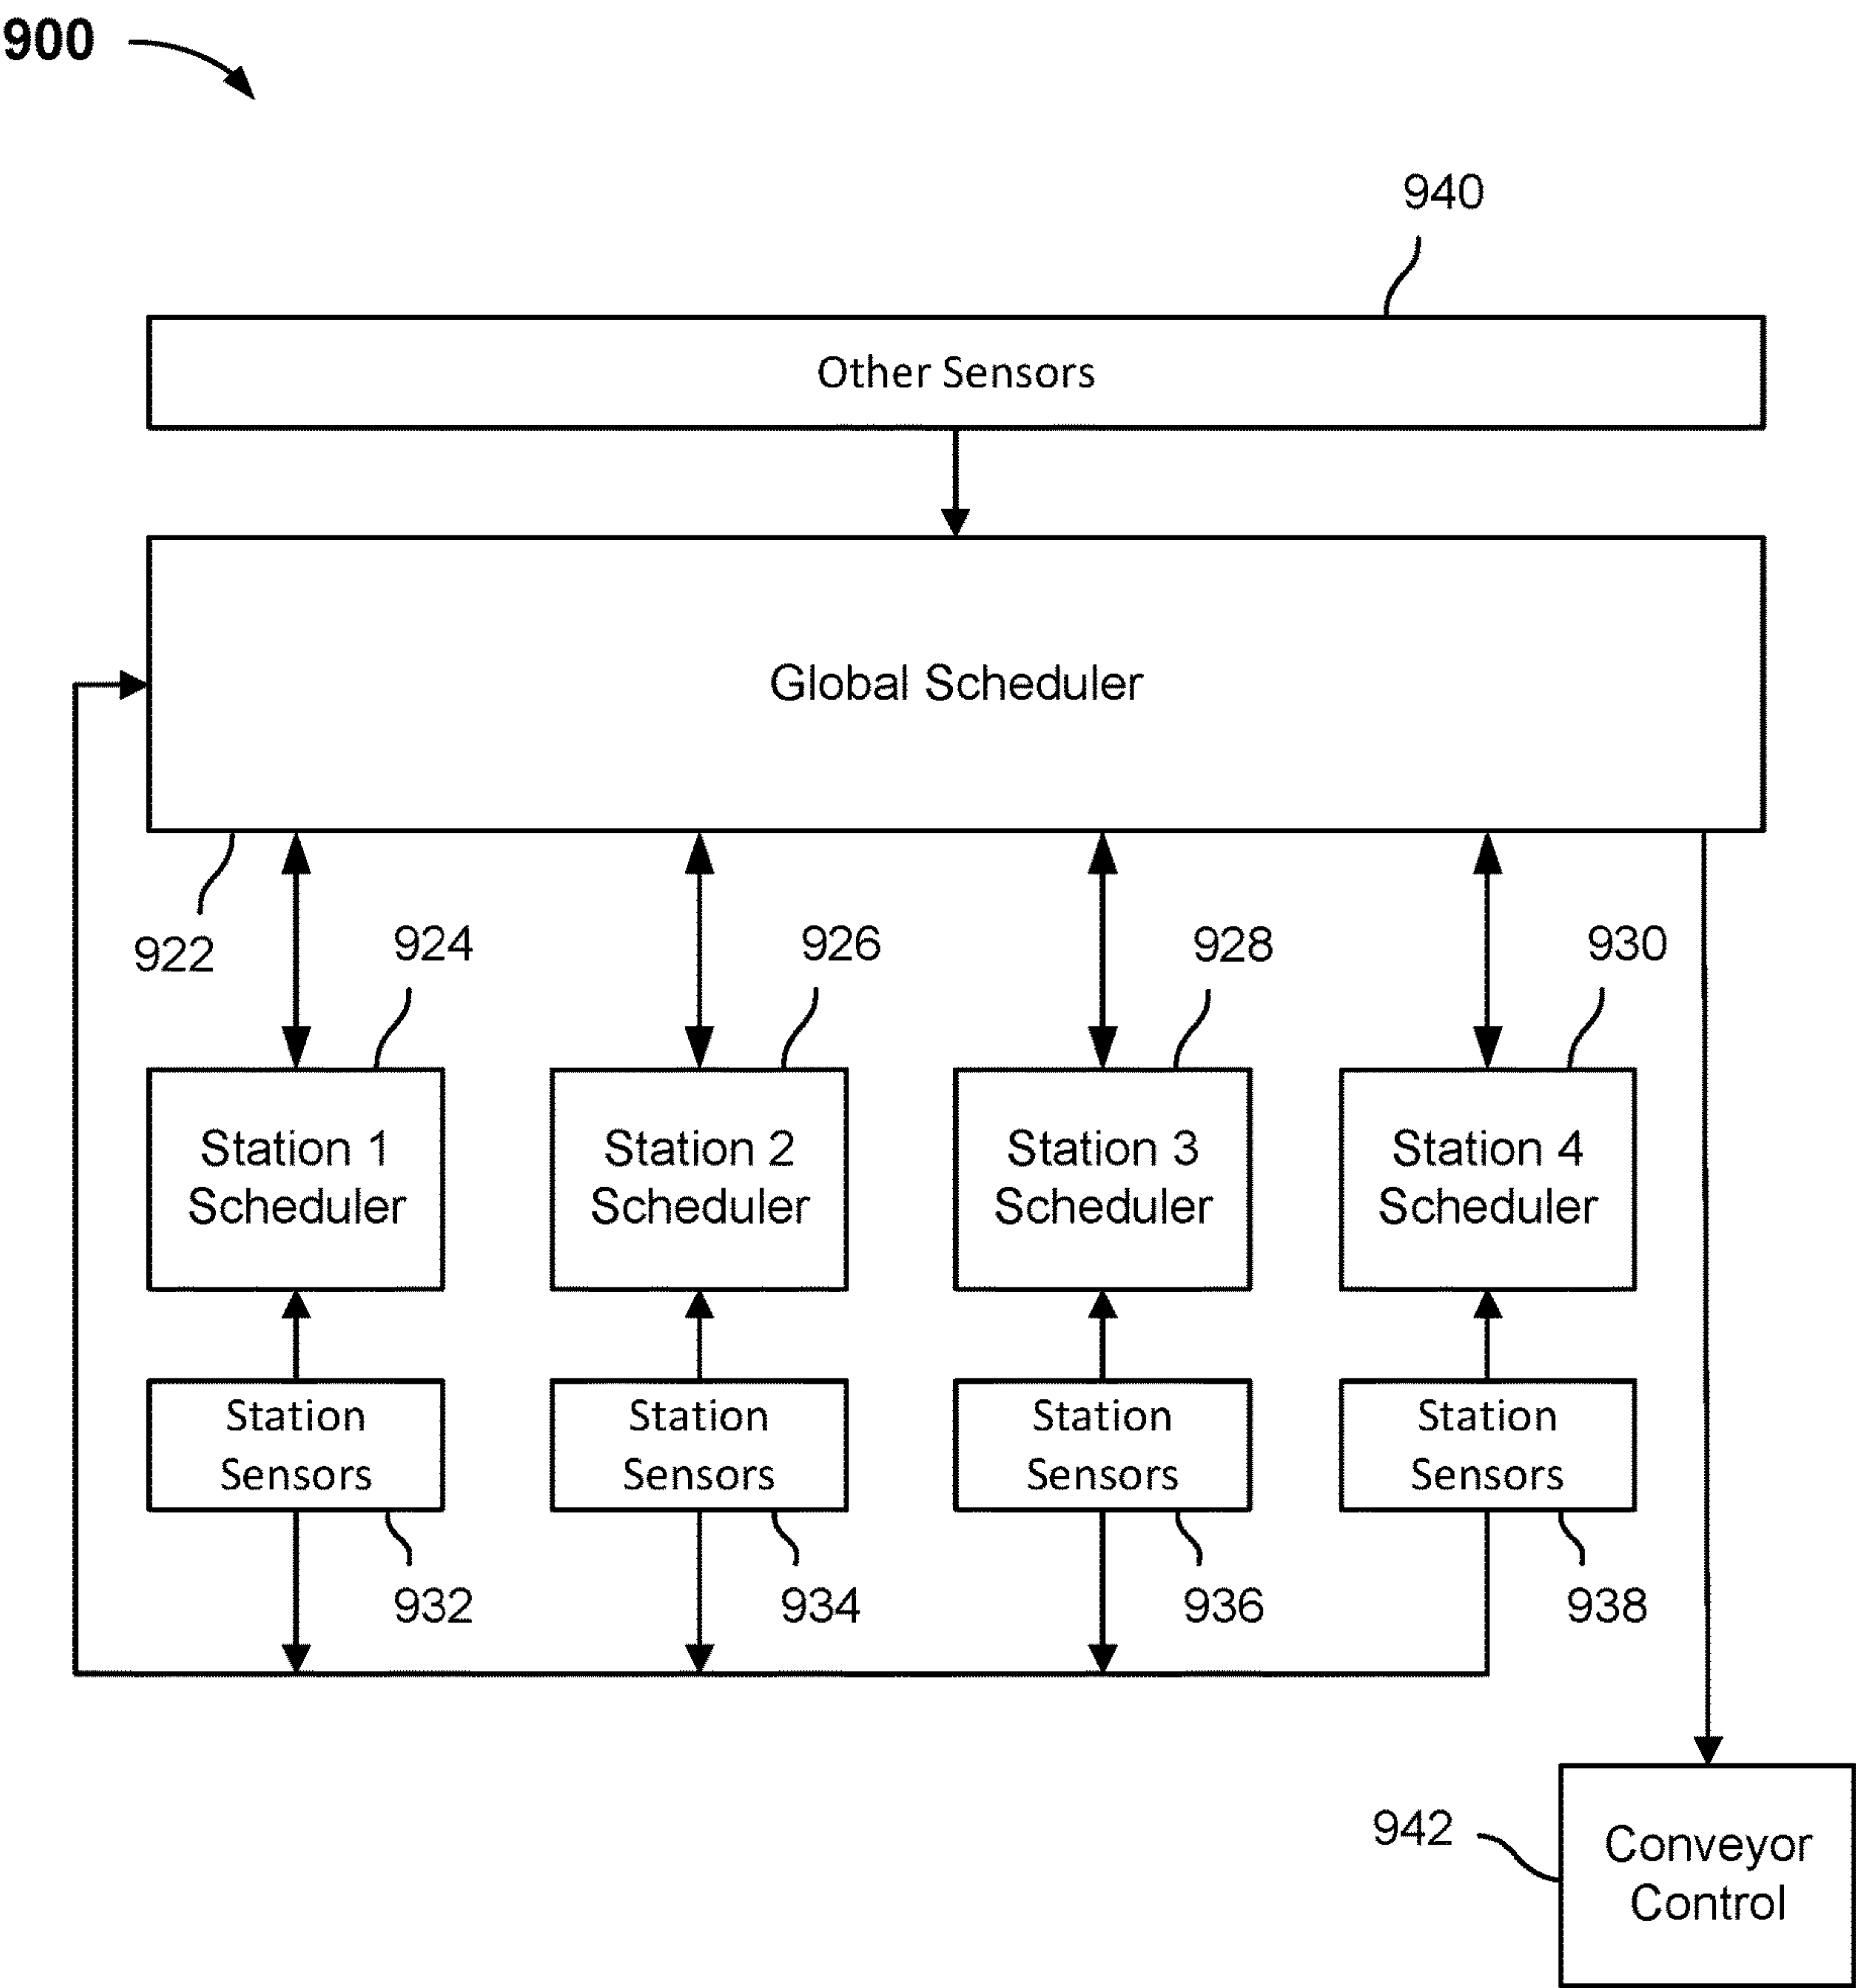 900
940
Other Sensors
Global Scheduler
922
924
926
928
930
Station 1
Scheduler
Station 2
Scheduler
Station 3
Scheduler
Station 4
Scheduler
Station
Sensors
Station
Sensors
Station
Sensors
Station
Sensors
932
934
936
938
942
Conveyor
Control